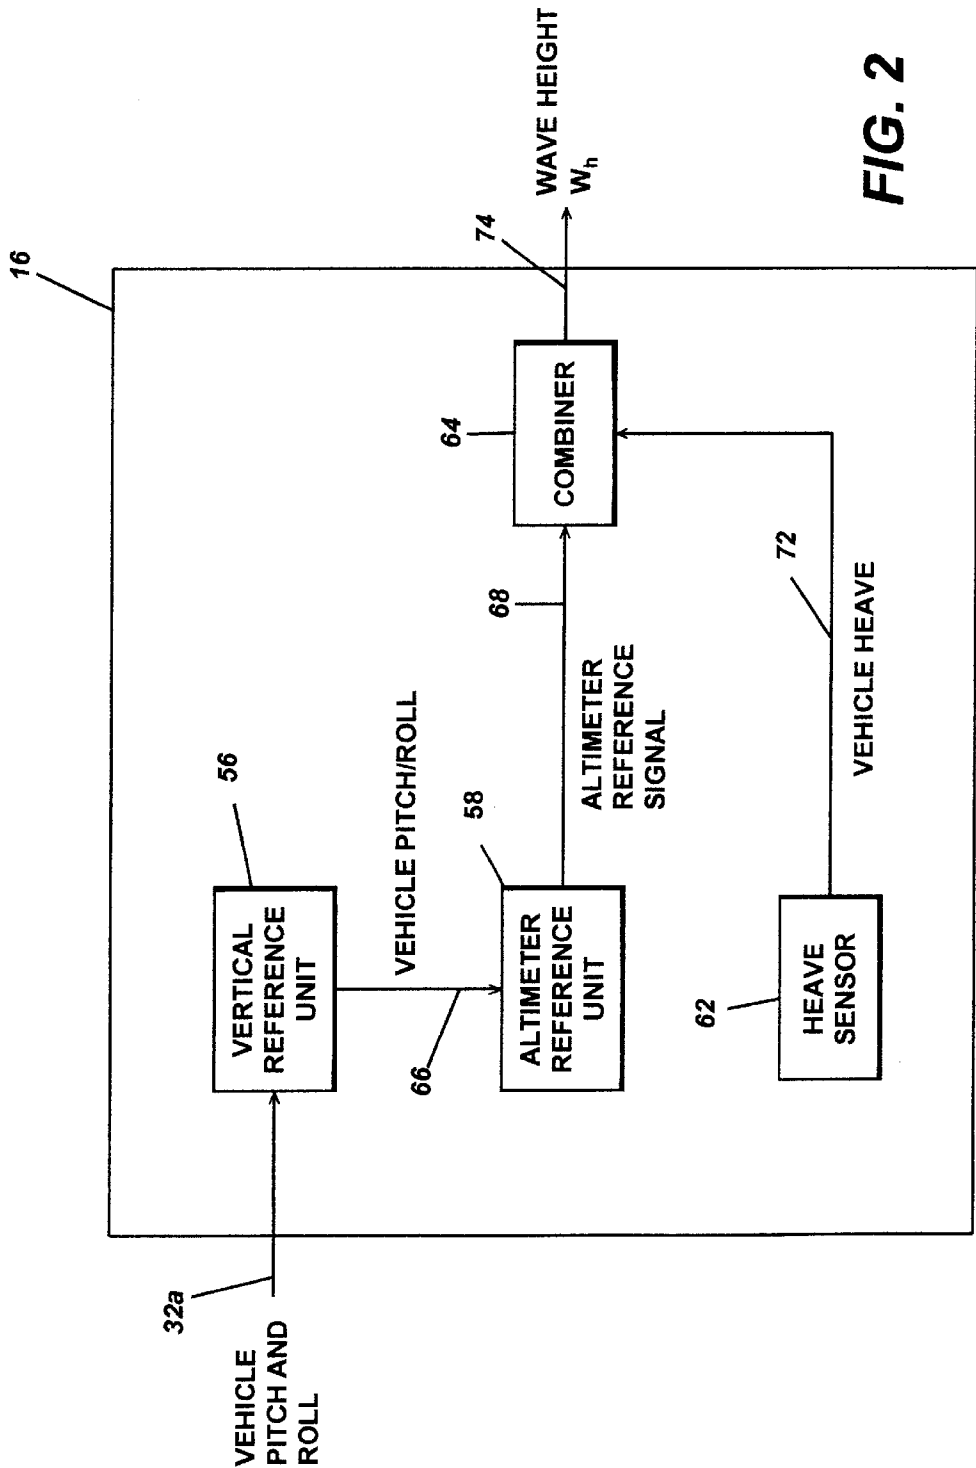 16
32a
VEHICLE
PITCH AND
ROLL
VERTICAL
REFERENCE
UNIT
56
66
VEHICLE PITCH/ROLL
58
ALTIMETER
REFERENCE
UNIT
68
ALTIMETER
REFERENCE
SIGNAL
64
COMBINER
74
WAVE HEIGHT
Wh
62
HEAVE
SENSOR
72
VEHICLE HEAVE
FIG. 2